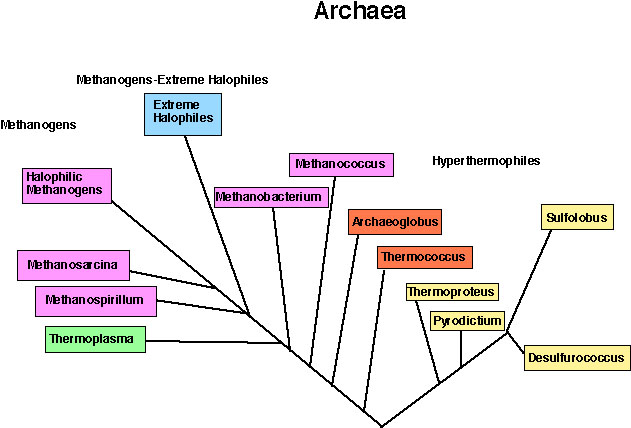 Archaea
Methanogens-Extreme Halophiles
Extreme
Halophiles
Methanogens
Methanococcus
Hyperthermophiles
Halophilic
Methanogens
Methanobacterium
Archaeoglobus
Sulfolobus
Thermococcus
Methanosarcina
Thermoproteus
Methanospirillum
Pyrodictium
Thermoplasma
Desulfurococcus